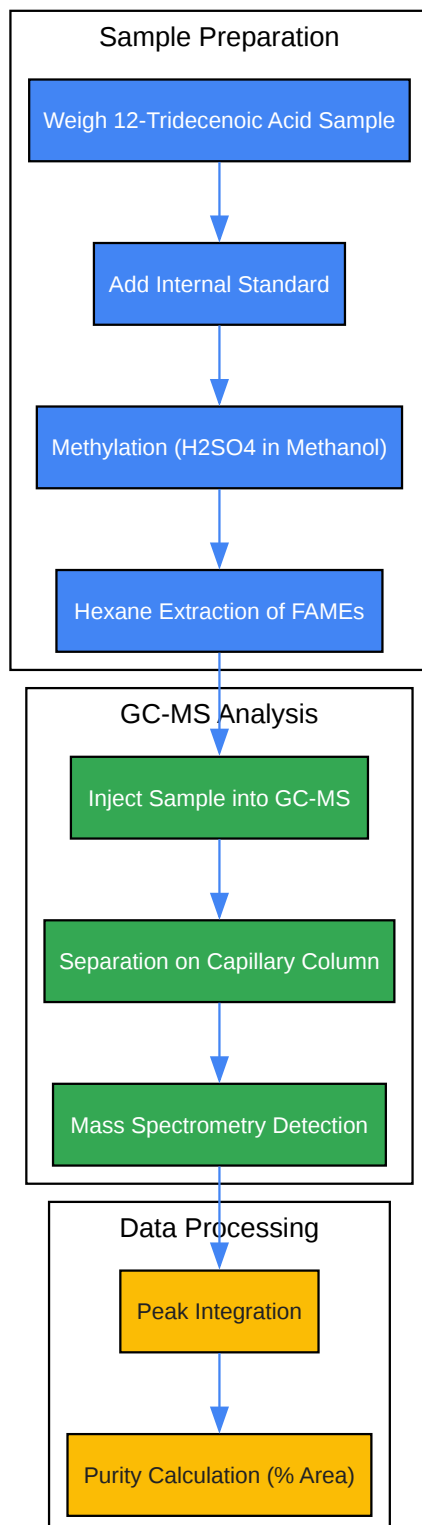 Sample Preparation
Weigh 12-Tridecenoic Acid Sample
Add Internal Standard
Methylation (H2SO4 in Methanol)
Hexane Extraction of FAMEs
GC-MS Analysis
Inject Sample into GC-MS
Separation on Capillary Column
Mass Spectrometry Detection
Data Processing
Peak Integration
Purity Calculation (% Area)